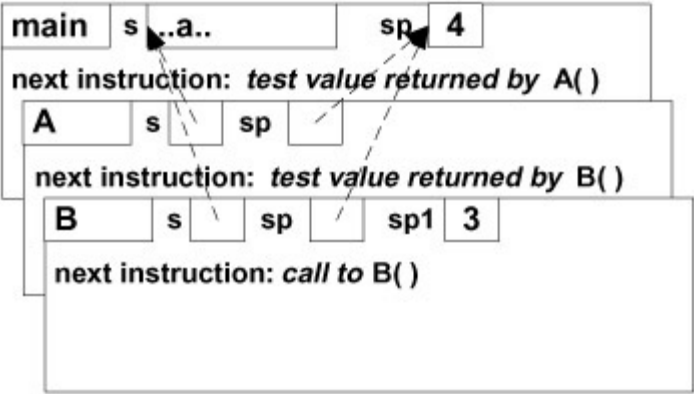 main s ..a.. sp 4
next instruction: test value returned by A( )
A s sp
next instruction: test value returned by B( )
B s sp sp1 3
next instruction: call to B( )